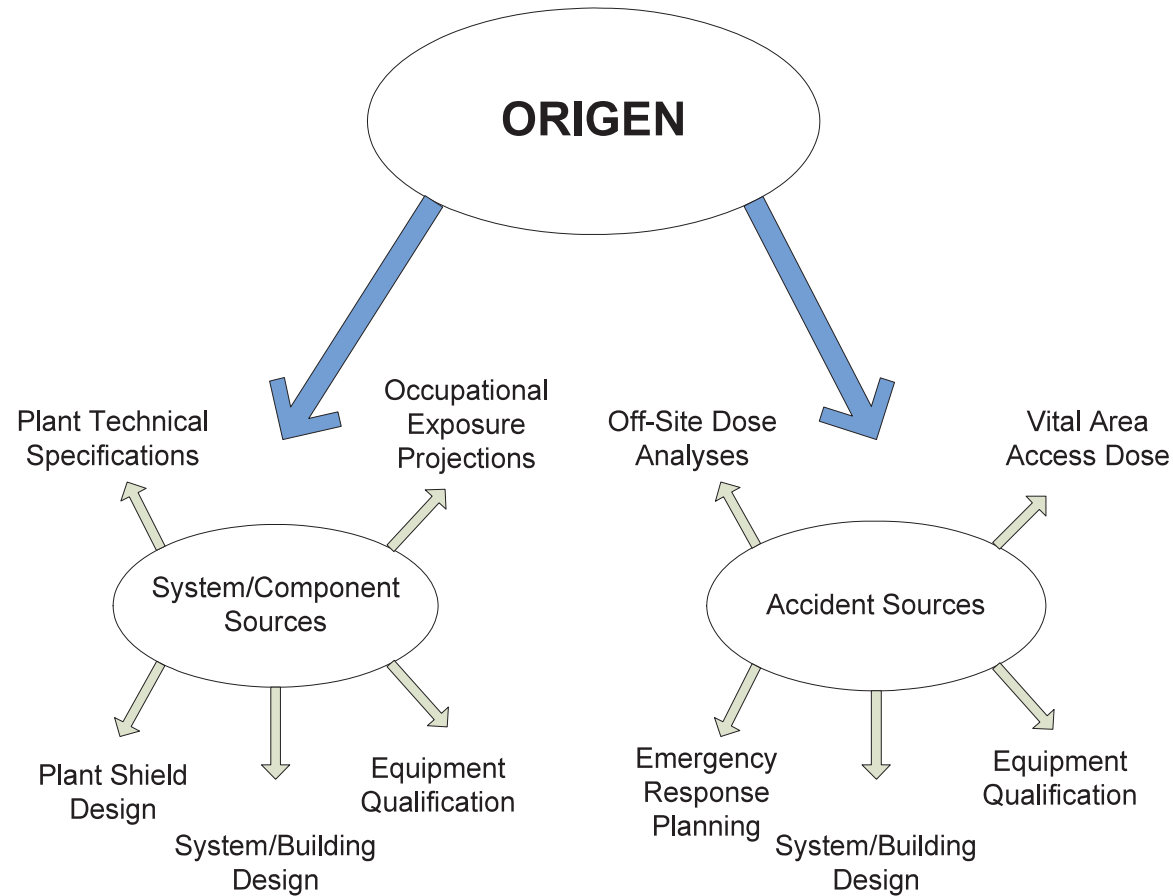 ORIGEN
Plant Technical
Specifications
Occupational
Exposure
Projections
Off-Site Dose
Analyses
Vital Area
Access Dose
System/Component
Sources
Accident Sources
Plant Shield
Design
System/Building
Design
Equipment
Qualification
Emergency
Response
Planning
System/Building
Design
Equipment
Qualification